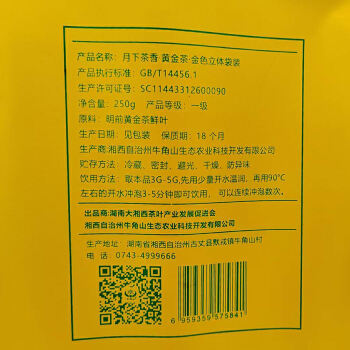 产品名称：月下茶香 黄金茶·金色立体袋装
产品执行标准：GB/T14456.1
生产许可证号：SC11443312600090
净含量：250g 产品等级：一级
原料：明前黄金茶鲜叶
生产日期：见包装 保质期：18个月
生产商：湘西自治州牛角山生态农业科技开发有限公司
贮存方法：冷藏、密封、避光、干燥、防异味
饮用方法：取本品3G-5G,先用少量开水温润，再用90℃
左右的开水冲泡3-5分钟即可饮用，可以连续冲泡数次。
出品商:湖南大湘西茶叶产业发展促进会
湘西自治州牛角山生态农业科技开发有限公司
生产地址：湖南省湘西自治州古丈县默戎镇牛角山村
电话：0743-4999666
6 959359 575841